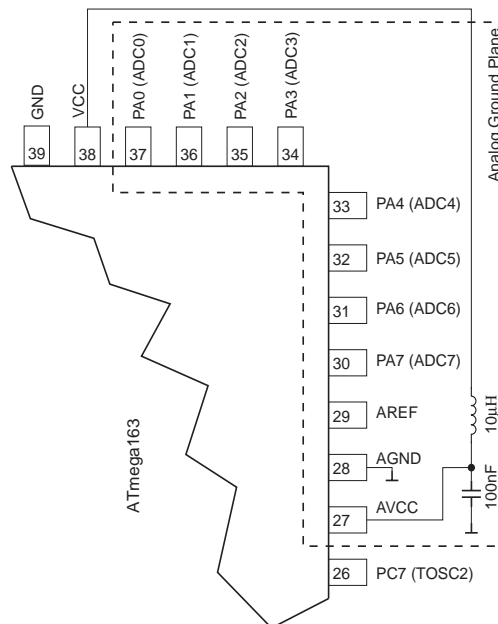 GND
VCC
PA0 (ADC0)
PA1 (ADC1)
PA2 (ADC2)
PA3 (ADC3)
Analog Ground Plane
39
38
37
36
35
34
33
PA4 (ADC4)
32
PA5 (ADC5)
31
PA6 (ADC6)
30
PA7 (ADC7)
29
AREF
10μH
28
AGND
100nF
27
AVCC
26
PC7 (TOSC2)
ATmega163